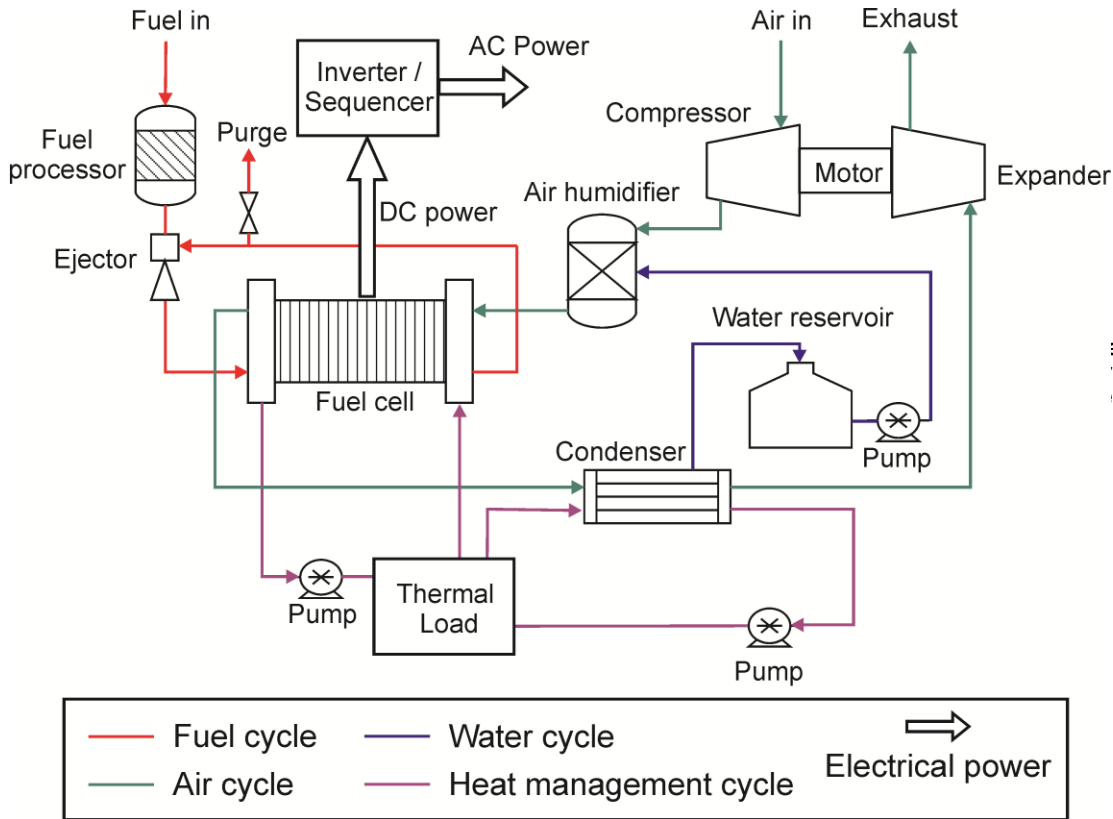 Fuel in
Air in
Exhaust
AC Power
Inverter /
Sequencer
Compressor
Purge
Fuel
processor
Motor
Expander
Air humidifier
DC power
Ejector
Water reservoir
Fuel cell
Condenser
Pump
Thermal
Load
Pump
Pump
Fuel cycle
Water cycle
Air cycle
Heat management cycle
Electrical power